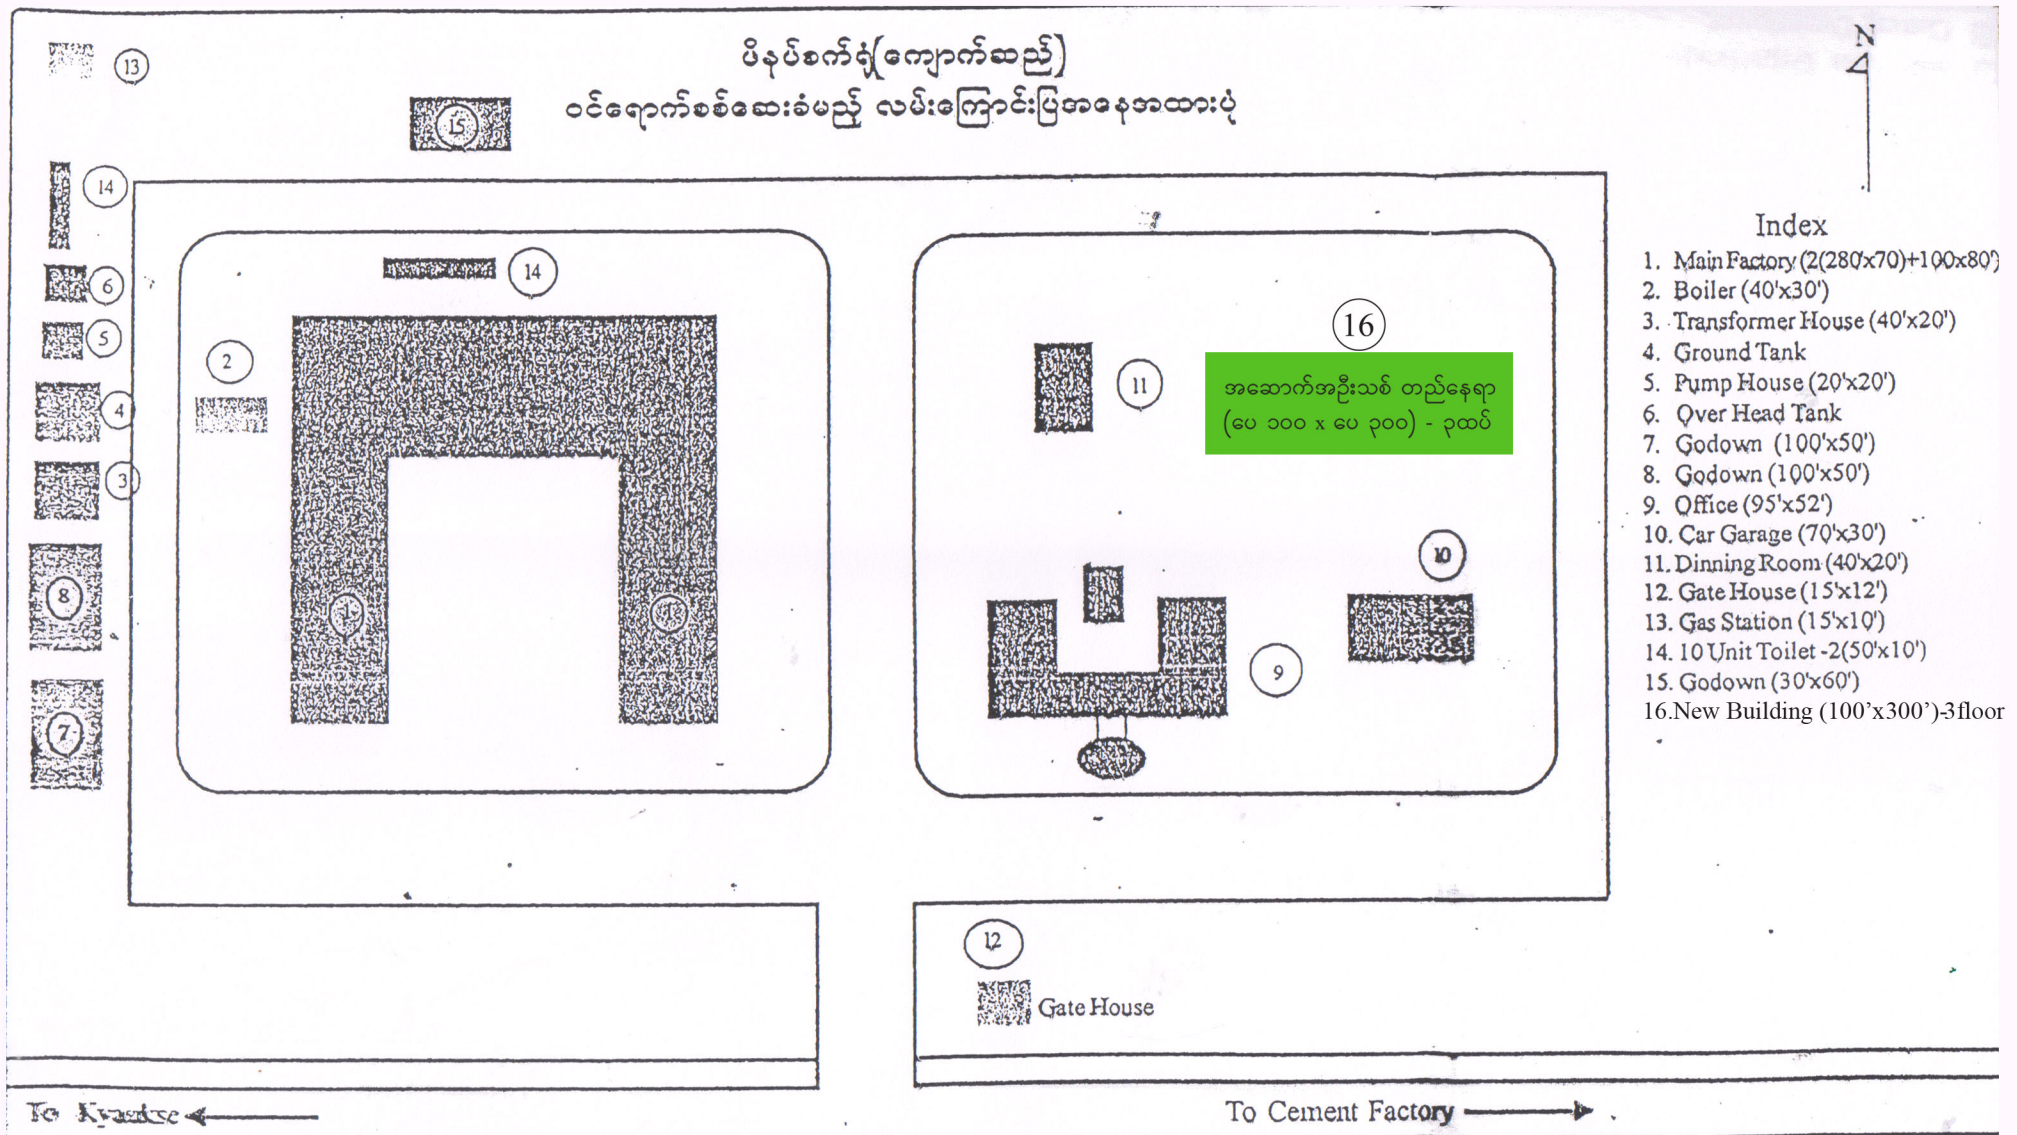 ဖိနပ်စက်ရုံ(ကျောက်ဆည်)
ဝင်ရောက်စစ်ဆေးခံမည့် လမ်းကြောင်းပြအနေအထားပုံ
N
13
15
14
14
6
5
2
4
3
8
7
1
1
16
အဆောက်အဦးသစ် တည်နေရာ
(ပေ ၁၀၀ x ပေ ၃၀၀) - ၃ထပ်
11
10
9
12
Gate House
Index
1. Main Factory (2(280'x70)+100x80')
2. Boiler (40'x30')
3. Transformer House (40'x20')
4. Ground Tank
5. Pump House (20'x20')
6. Over Head Tank
7. Godown (100'x50')
8. Godown (100'x50')
9. Office (95'x52')
10. Car Garage (70'x30')
11. Dinning Room (40'x20')
12. Gate House (15'x12')
13. Gas Station (15'x10')
14. 10 Unit Toilet -2(50'x10')
15. Godown (30'x60')
16.New Building (100’x300’)-3floor
To Kyaukse
To Cement Factory